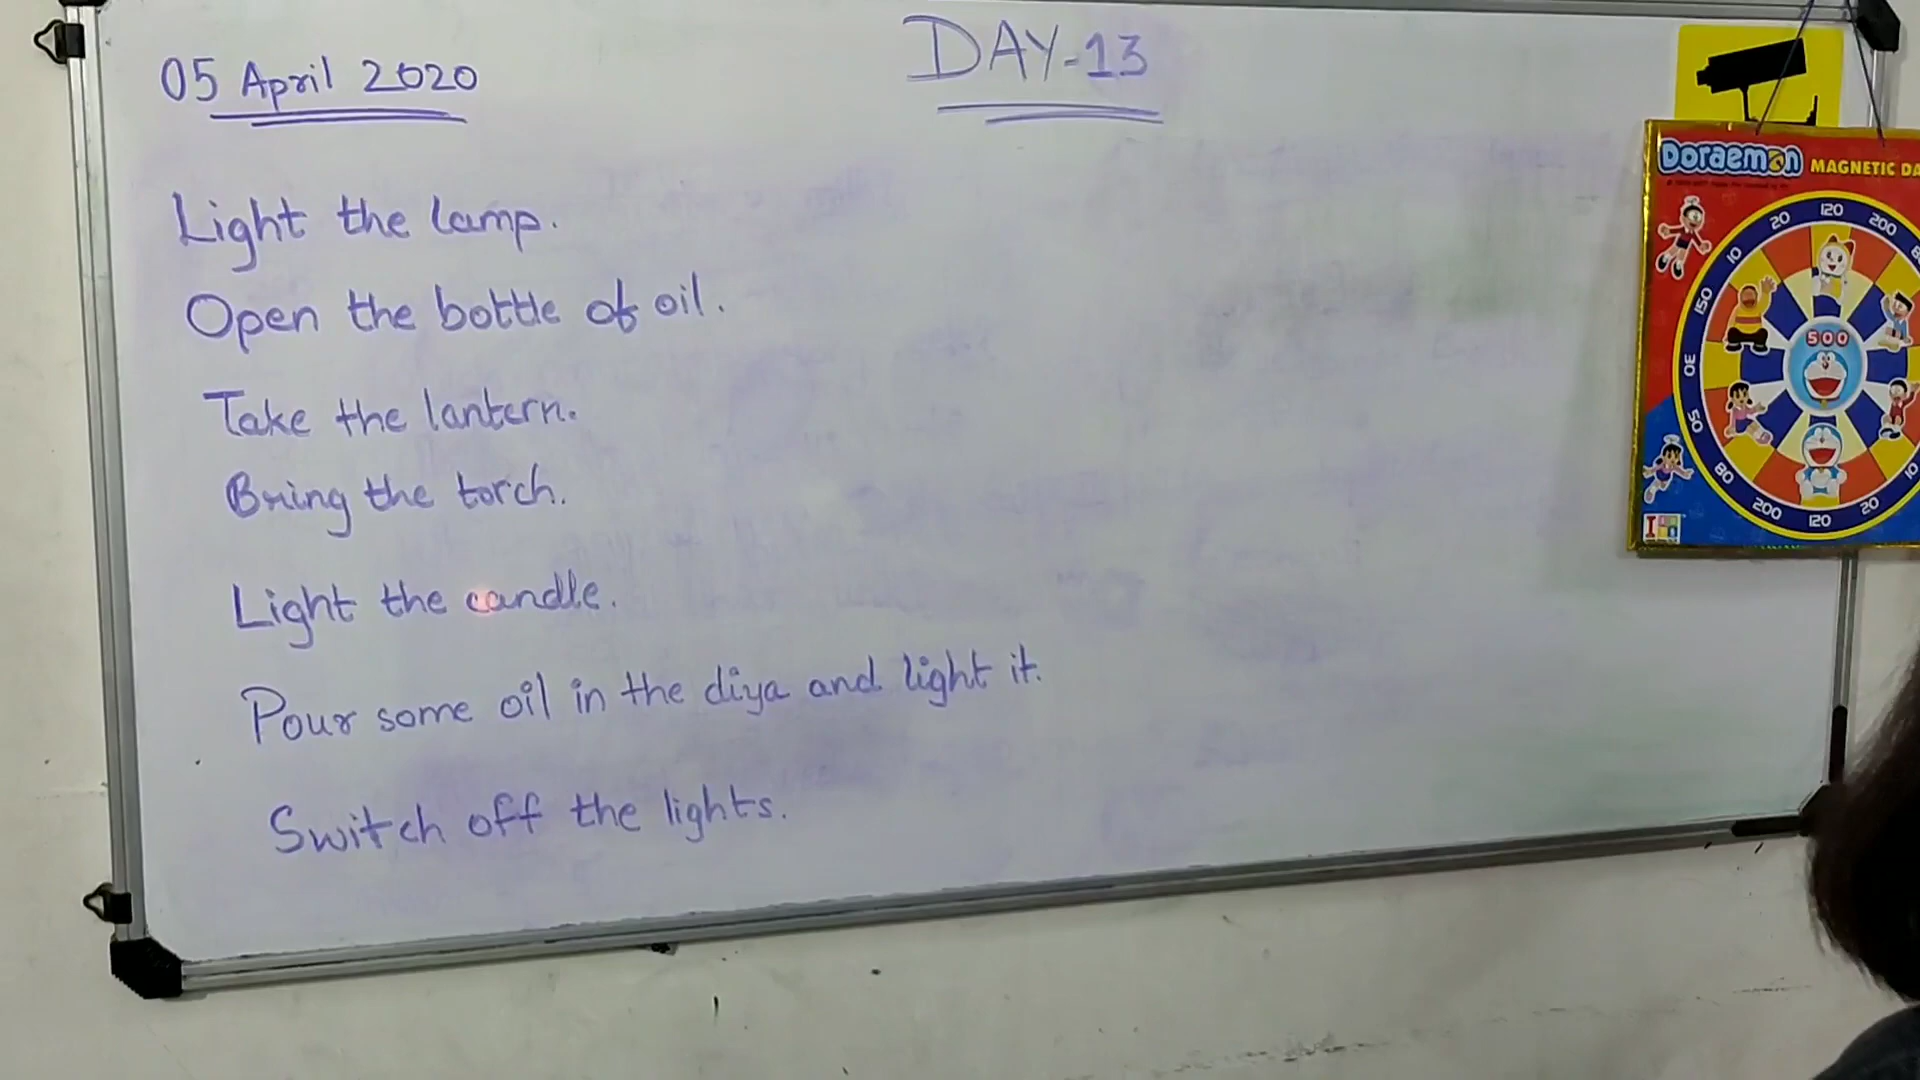 05 April 2020
DAY-13
Light the lamp.
Open the bottle of oil.
Take the lantern.
Bring the torch.
Light the candle.
Pour some oil in the diya and light it.
Switch off the lights.
Doraemon MAGNETIC DA
20 120 200
10
150
30
50
80
200
120
20
10
500